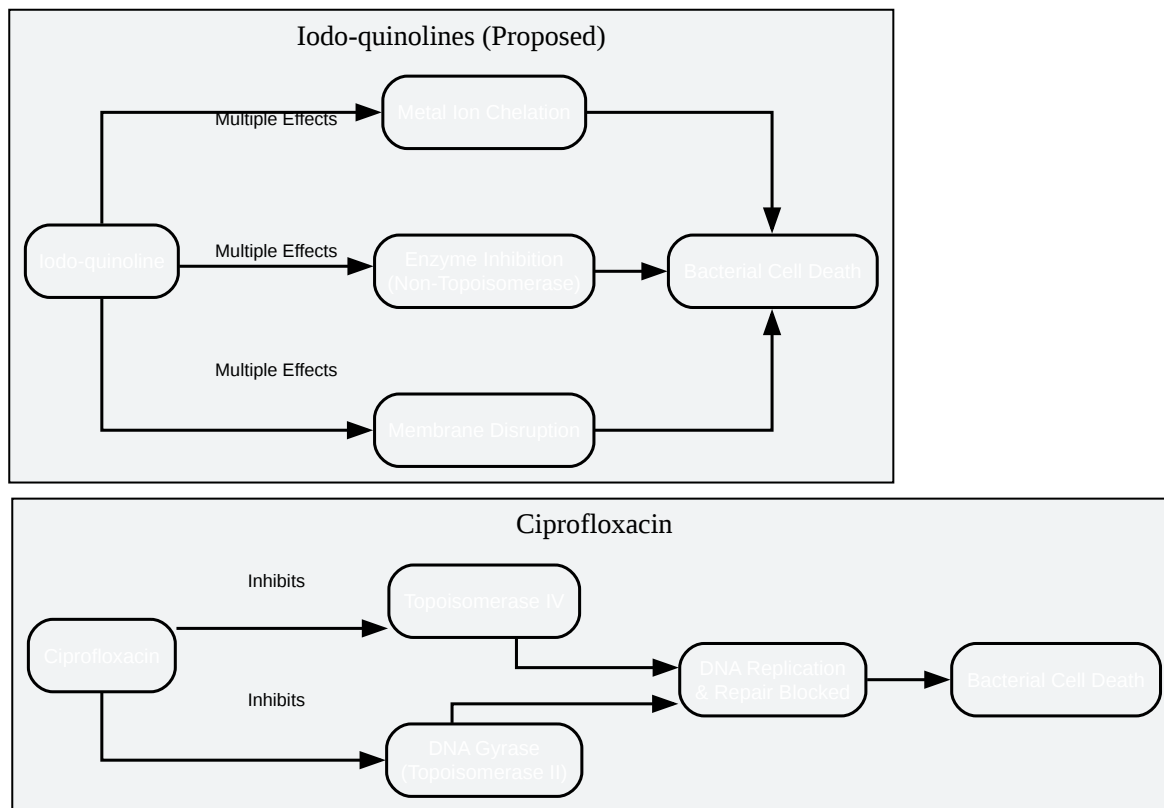 Iodo-quinolines (Proposed)
Multiple Effects
Metal Ion Chelation
Iodo-quinoline
Multiple Effects
Enzyme Inhibition
(Non-Topoisomerase)
Bacterial Cell Death
Multiple Effects
Membrane Disruption
Ciprofloxacin
Inhibits
Topoisomerase IV
Ciprofloxacin
DNA Replication
& Repair Blocked
Bacterial Cell Death
Inhibits
DNA Gyrase
(Topoisomerase II)